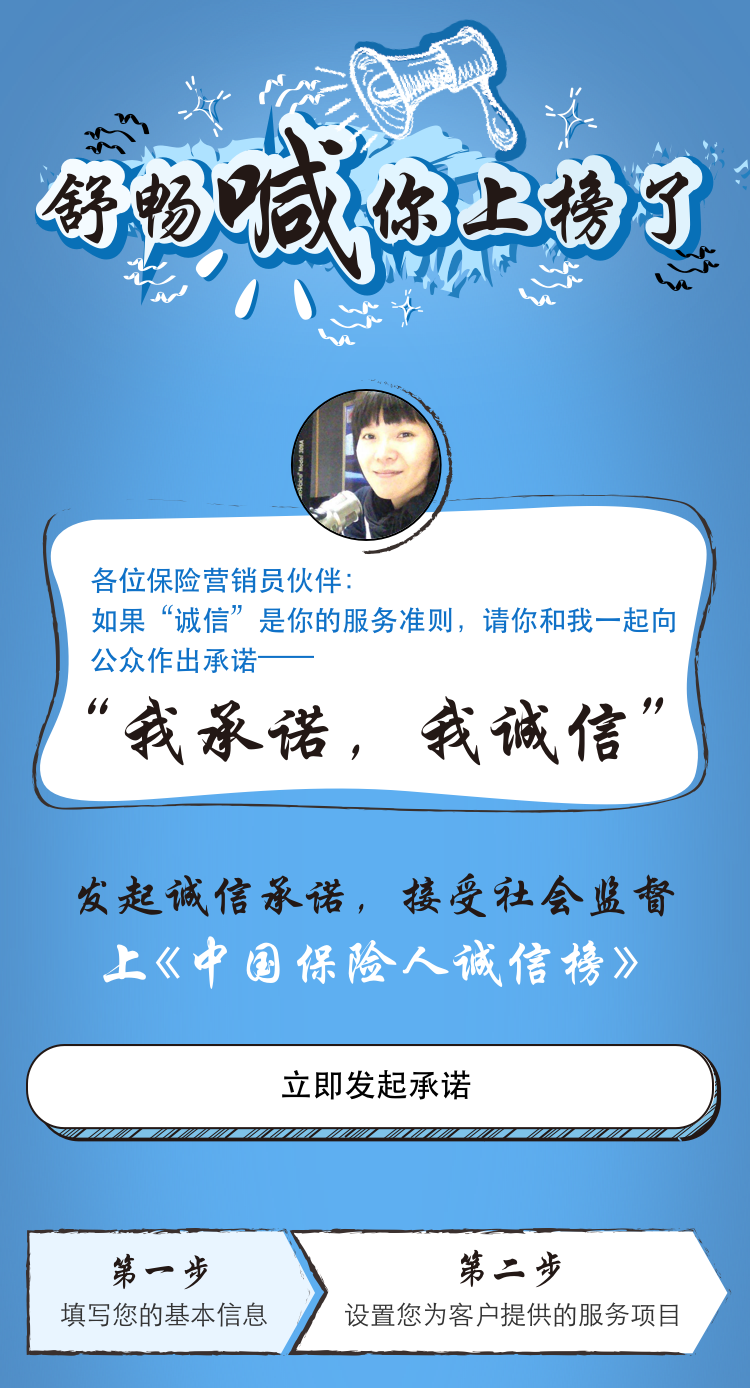 舒畅喊你上榜了
各位保险营销员伙伴：
如果“诚信”是你的服务准则，请你和我一起向
公众作出承诺——
“我承诺，我诚信”
发起诚信承诺，接受社会监督
上《中国保险人诚信榜》
立即发起承诺
第一步
填写您的基本信息
第二步
设置您为客户提供的服务项目